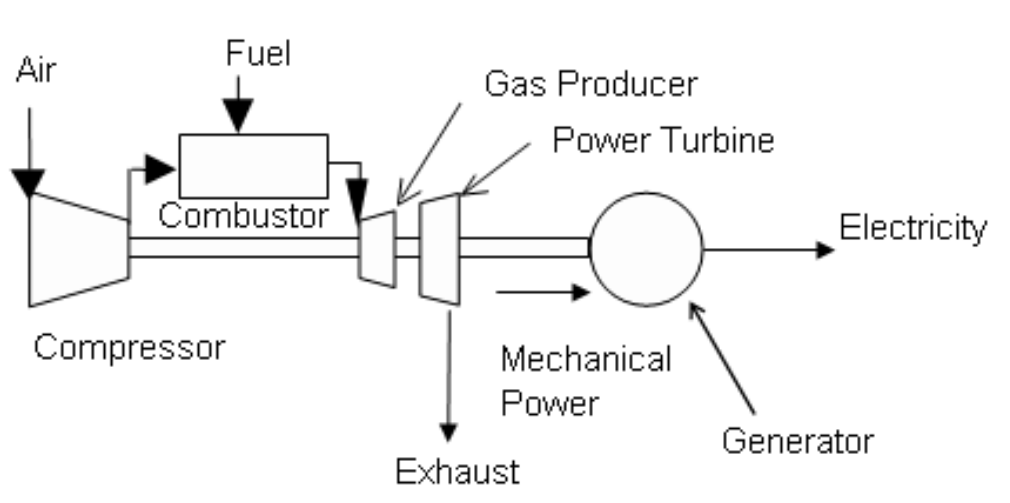 Fuel
Air
Gas Producer
Power Turbine
Combustor
Electricity
Compressor
Mechanical
Power
Generator
Exhaust